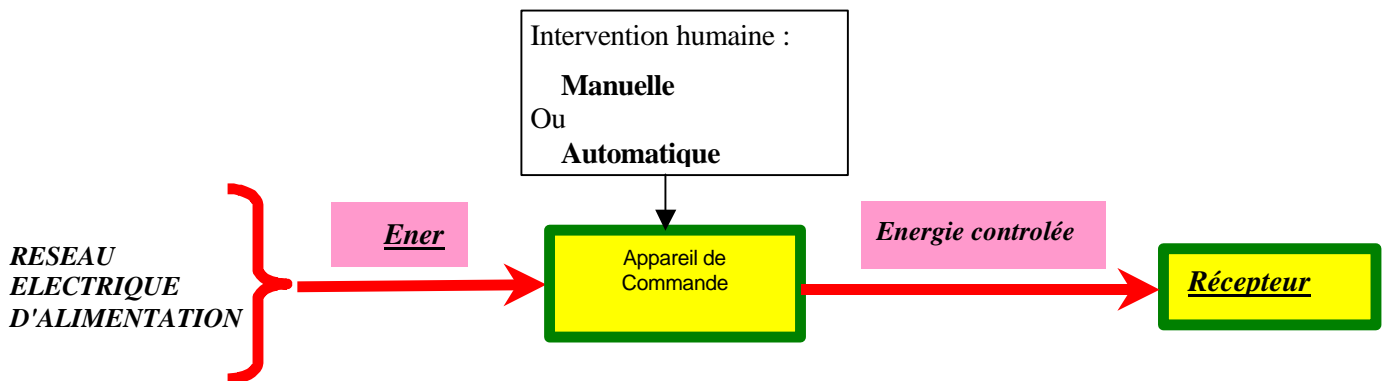 Intervention humaine :
Manuelle
Ou
Automatique
RESEAU
ELECTRIQUE
D'ALIMENTATION
Ener
Appareil de
Commande
Energie controlée
Récepteur